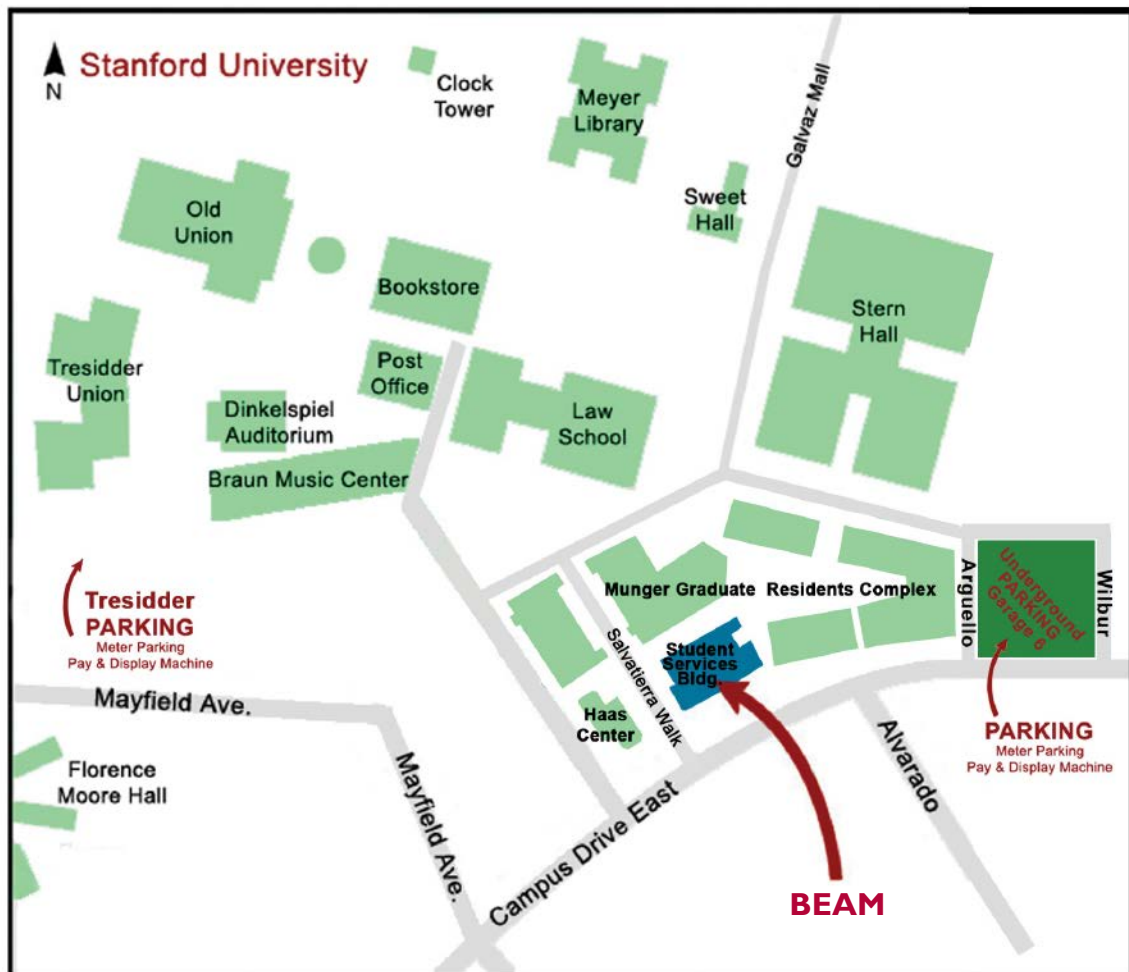 Stanford University
N
Clock
Tower
Meyer
Library
Galvaz Mall
Sweet
Hall
Old
Union
Bookstore
Stern
Hall
Post
Office
Tresidder
Union
Dinkelspiel
Auditorium
Law
School
Braun Music Center
Tresidder
PARKING
Meter Parking
Pay & Display Machine
Munger Graduate Residents Complex
Arguello
Underground
PARKING
Garage 6
Wilbur
Student
Services
Bldg.
Salvatierra Walk
Haas
Center
Mayfield Ave.
PARKING
Meter Parking
Pay & Display Machine
Alvarado
Florence
Moore Hall
Mayfield Ave.
Campus Drive East
BEAM